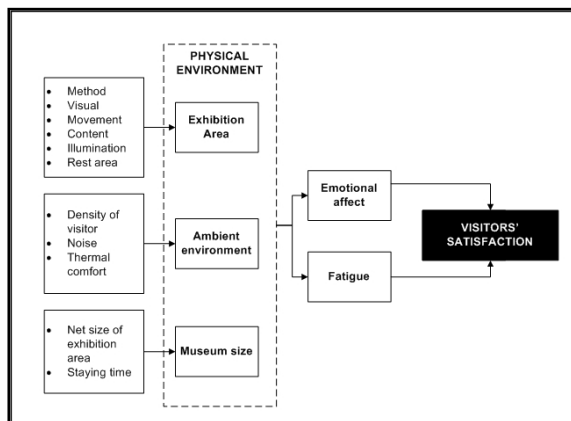 PHYSICAL
ENVIRONMENT
• Method
• Visual
• Movement
• Content
• Illumination
• Rest area
Exhibition
Area
• Density of
visitor
• Noise
• Thermal
comfort
Ambient
environment
• Net size of
exhibition
area
• Staying time
Museum size
Emotional
affect
Fatigue
VISITORS'
SATISFACTION